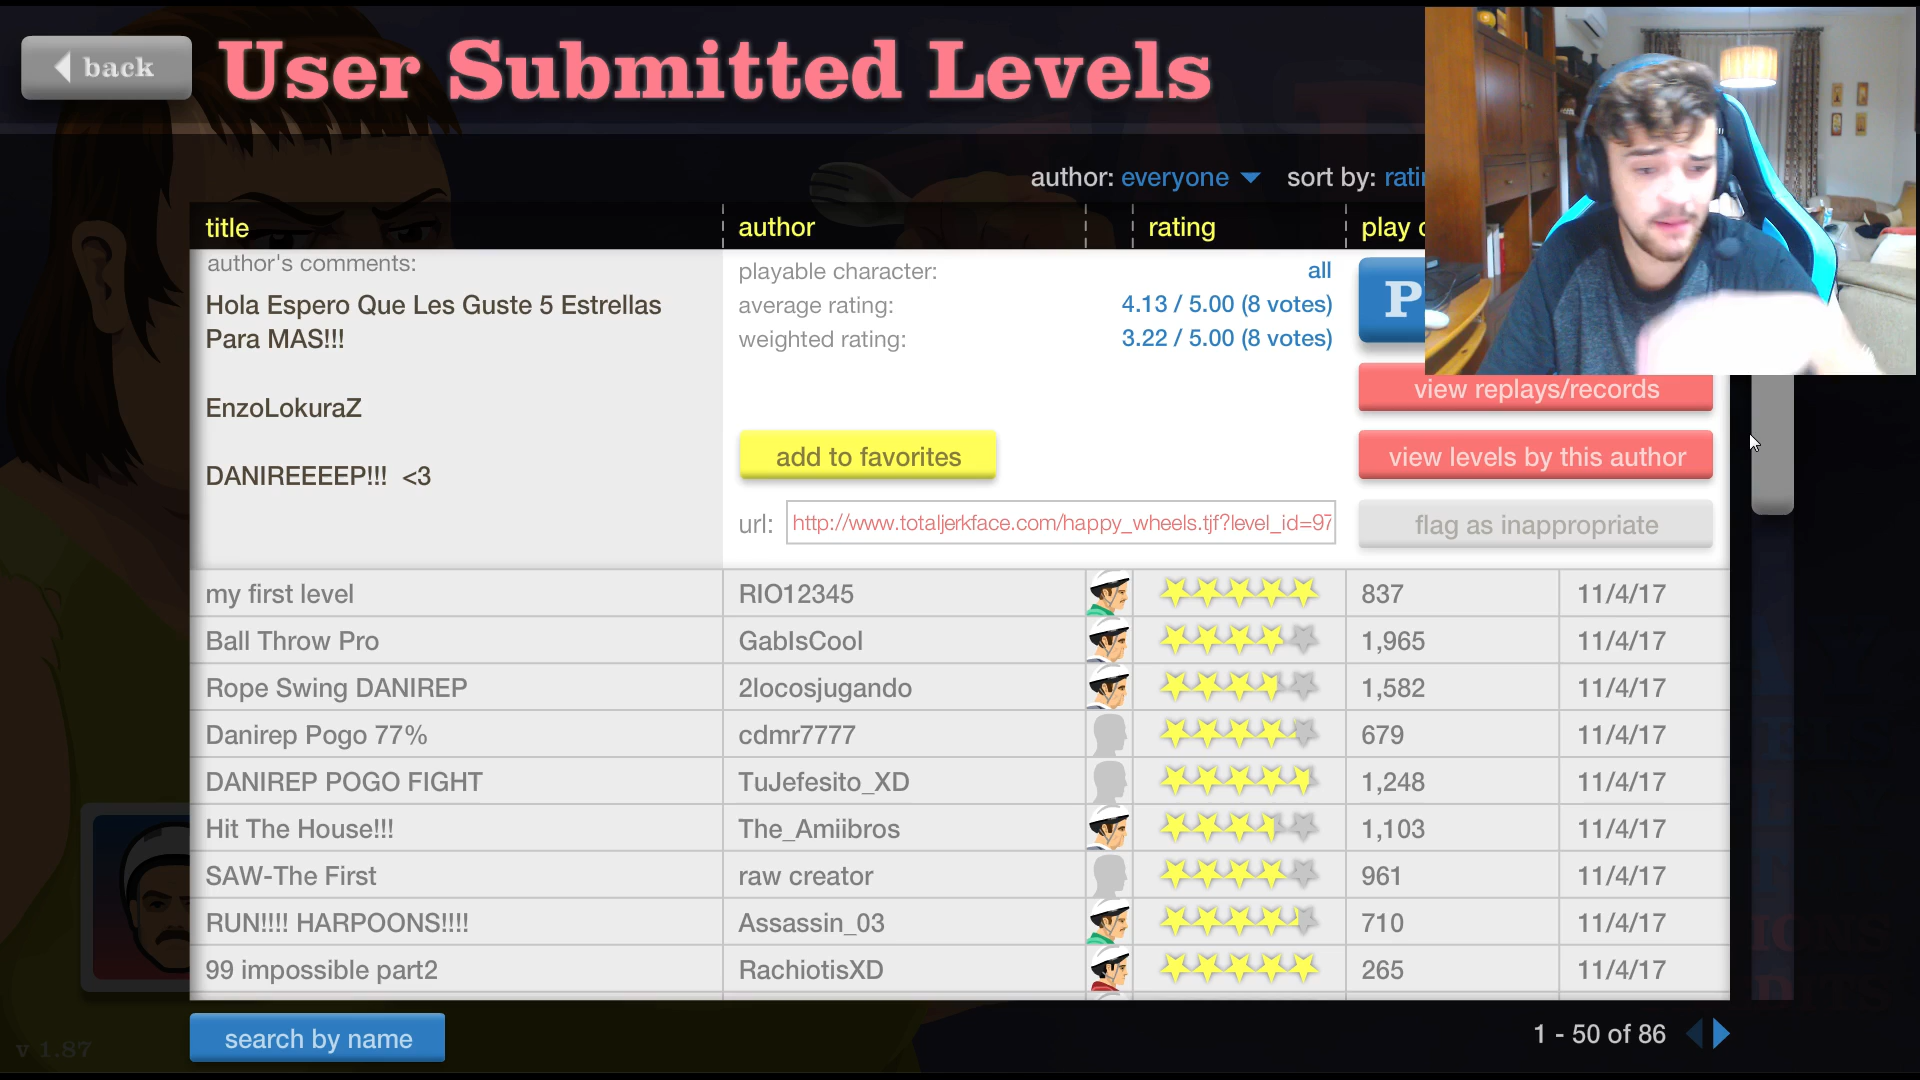 back
User Submitted Levels
author: everyone sort by:
title author rating play
author's comments:
Hola Espero Que Les Guste 5 Estrellas
Para MAS!!!
EnzoLokuraZ
DANIREEEEP!!! <3
playable character: all
average rating: 4.13 / 5.00 (8 votes)
weighted rating: 3.22 / 5.00 (8 votes)
view replays/records
add to favorites
view levels by this author
url: http://www.totaljerkface.com/happy_wheels.tjf?level_id=97
flag as inappropriate
my first level RIO12345 837 11/4/17
Ball Throw Pro GabIsCool 1,965 11/4/17
Rope Swing DANIREP 2locosjugando 1,582 11/4/17
Danirep Pogo 77% cdmr7777 679 11/4/17
DANIREP POGO FIGHT TuJefesito_XD 1,248 11/4/17
Hit The House!!! The_Amiibros 1,103 11/4/17
SAW-The First raw creator 961 11/4/17
RUN!!!! HARPOONS!!!! Assassin_03 710 11/4/17
99 impossible part2 RachiotisXD 265 11/4/17
search by name
1 - 50 of 86
v 1.87